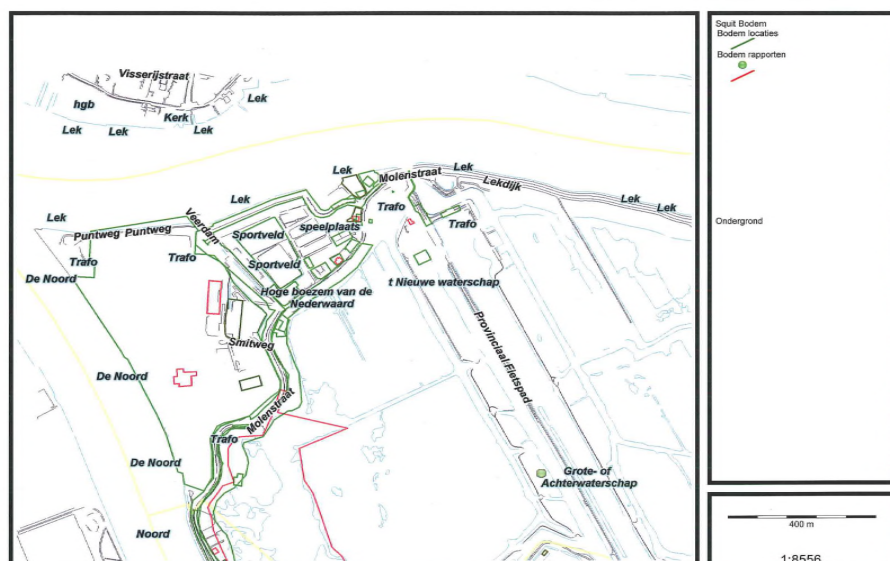 Visserijstraat
hgb
Kerk
Lek
Lek
Lek
Lek
Lek
Molenstraat
Lek
Lekdijk
Lek
Lek
Lek
Lek
Veerdam
Trafo
Trafo
Puntweg Puntweg
Sportveld
speelplaats
Trafo
Trafo
Sportveld
De Noord
t Nieuwe waterschap
Hoge boezem van de
Nederwaard
Smitweg
Provinciaal Fietspad
De Noord
Molenstraat
Trafo
De Noord
Grote- of
Achterwaterschap
Noord
Squit Bodem
Bodem locaties
Bodem rapporten
Ondergrond
400 m
1:8556